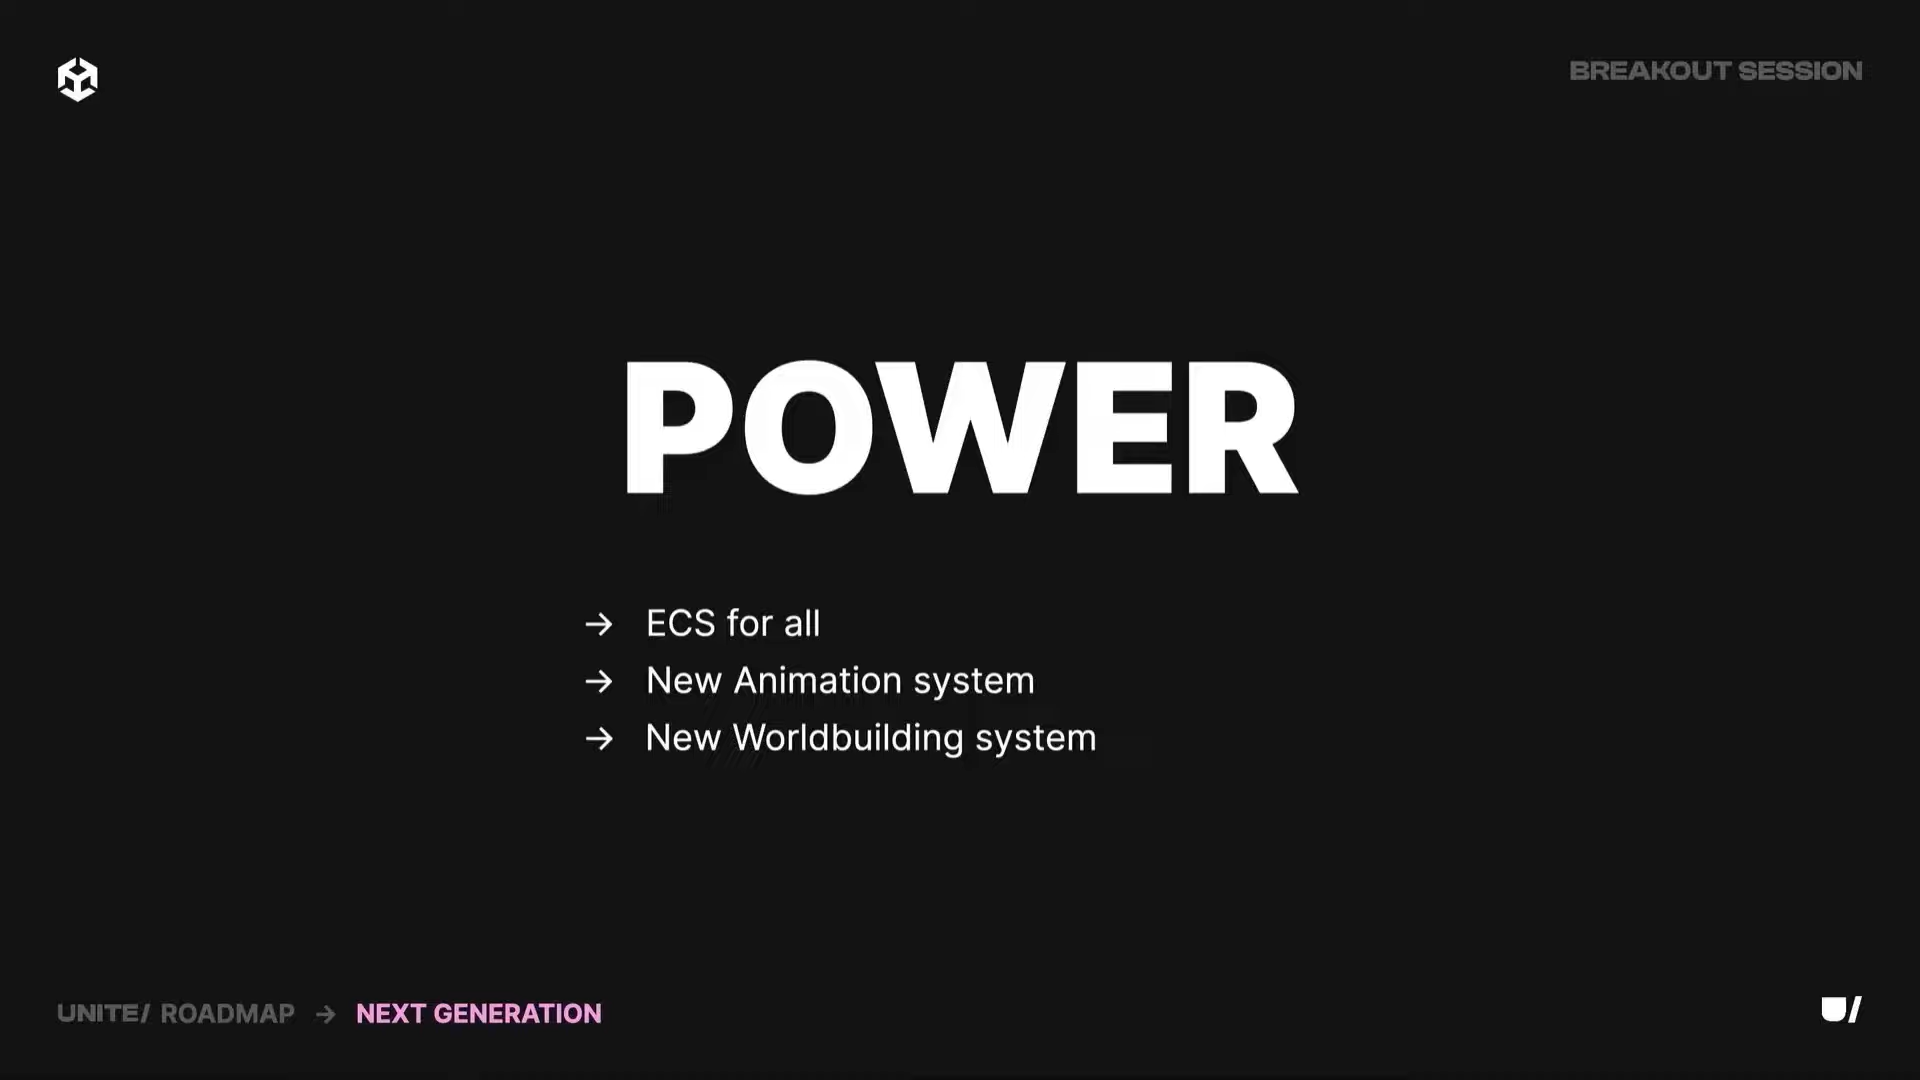 BREAKOUT SESSION
POWER
→ ECS for all
→ New Animation system
→ New Worldbuilding system
UNITE/ ROADMAP → NEXT GENERATION
U/